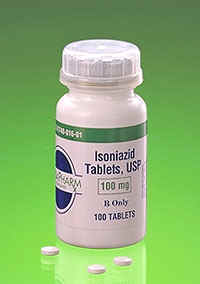 Isoniazid
Tablets, USP
100 mg
℞ Only
100 TABLETS